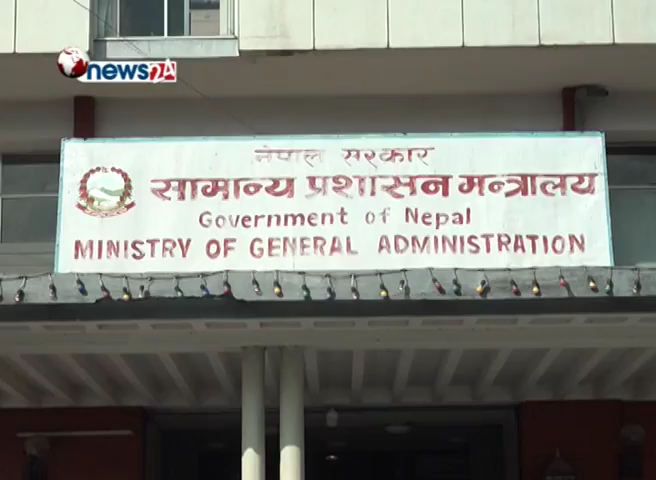 news24
नेपाल सरकार
सामान्य प्रशासन मन्त्रालय
Government of Nepal
MINISTRY OF GENERAL ADMINISTRATION